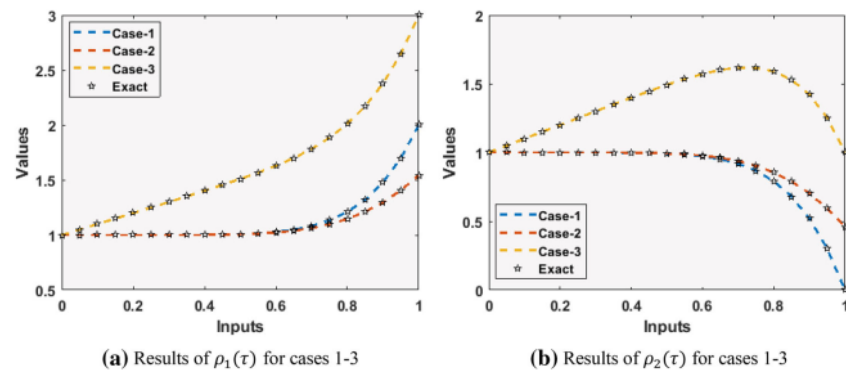 3
2.5
2
1.5
1
0.5
Values
Case-1
Case-2
Case-3
Exact
0
0.2
0.4
0.6
0.8
1
Inputs
(a) Results of ρ₁(τ) for cases 1-3
2
1.5
1
0.5
0
Values
Case-1
Case-2
Case-3
Exact
0
0.2
0.4
0.6
0.8
1
Inputs
(b) Results of ρ₂(τ) for cases 1-3